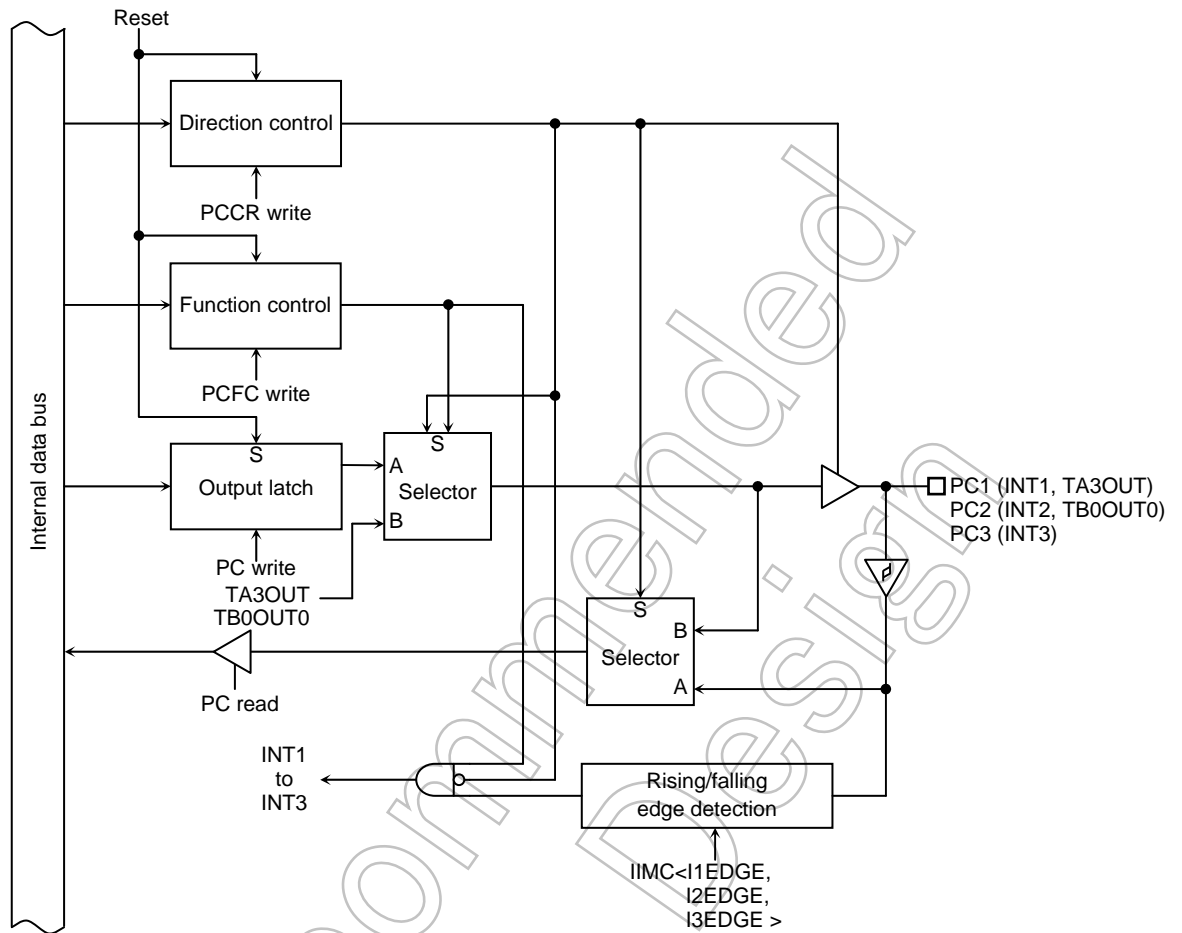 Reset
Direction control
PCCR write
Function control
PCFC write
S
Output latch
PC write
TA3OUT
TB0OUT0
S
A
Selector
B
PC1 (INT1, TA3OUT)
PC2 (INT2, TB0OUT0)
PC3 (INT3)
S
B
Selector
A
PC read
INT1
to
INT3
Rising/falling
edge detection
IIMC<I1EDGE,
I2EDGE,
I3EDGE >
Internal data bus
ommended
Design